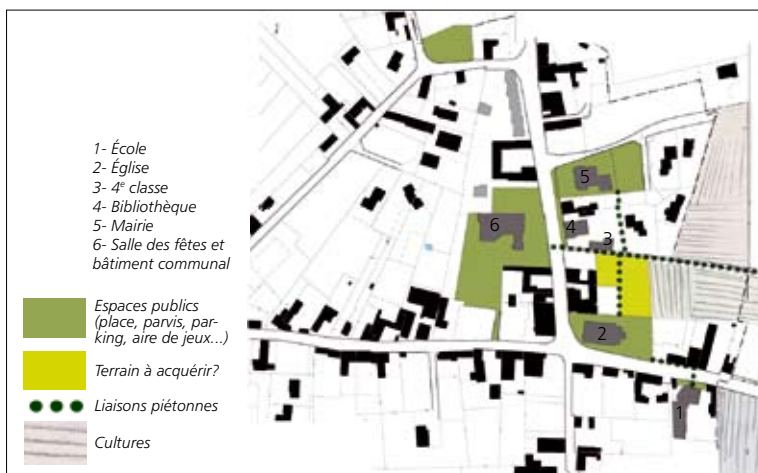 1- École
2- Église
3- 4e classe
4- Bibliothèque
5- Mairie
6- Salle des fêtes et
bâtiment communal
Espaces publics
(place, parvis, par-
king, aire de jeux...)
Terrain à acquérir?
Liaisons piétonnes
Cultures
5
4
3
6
2
1